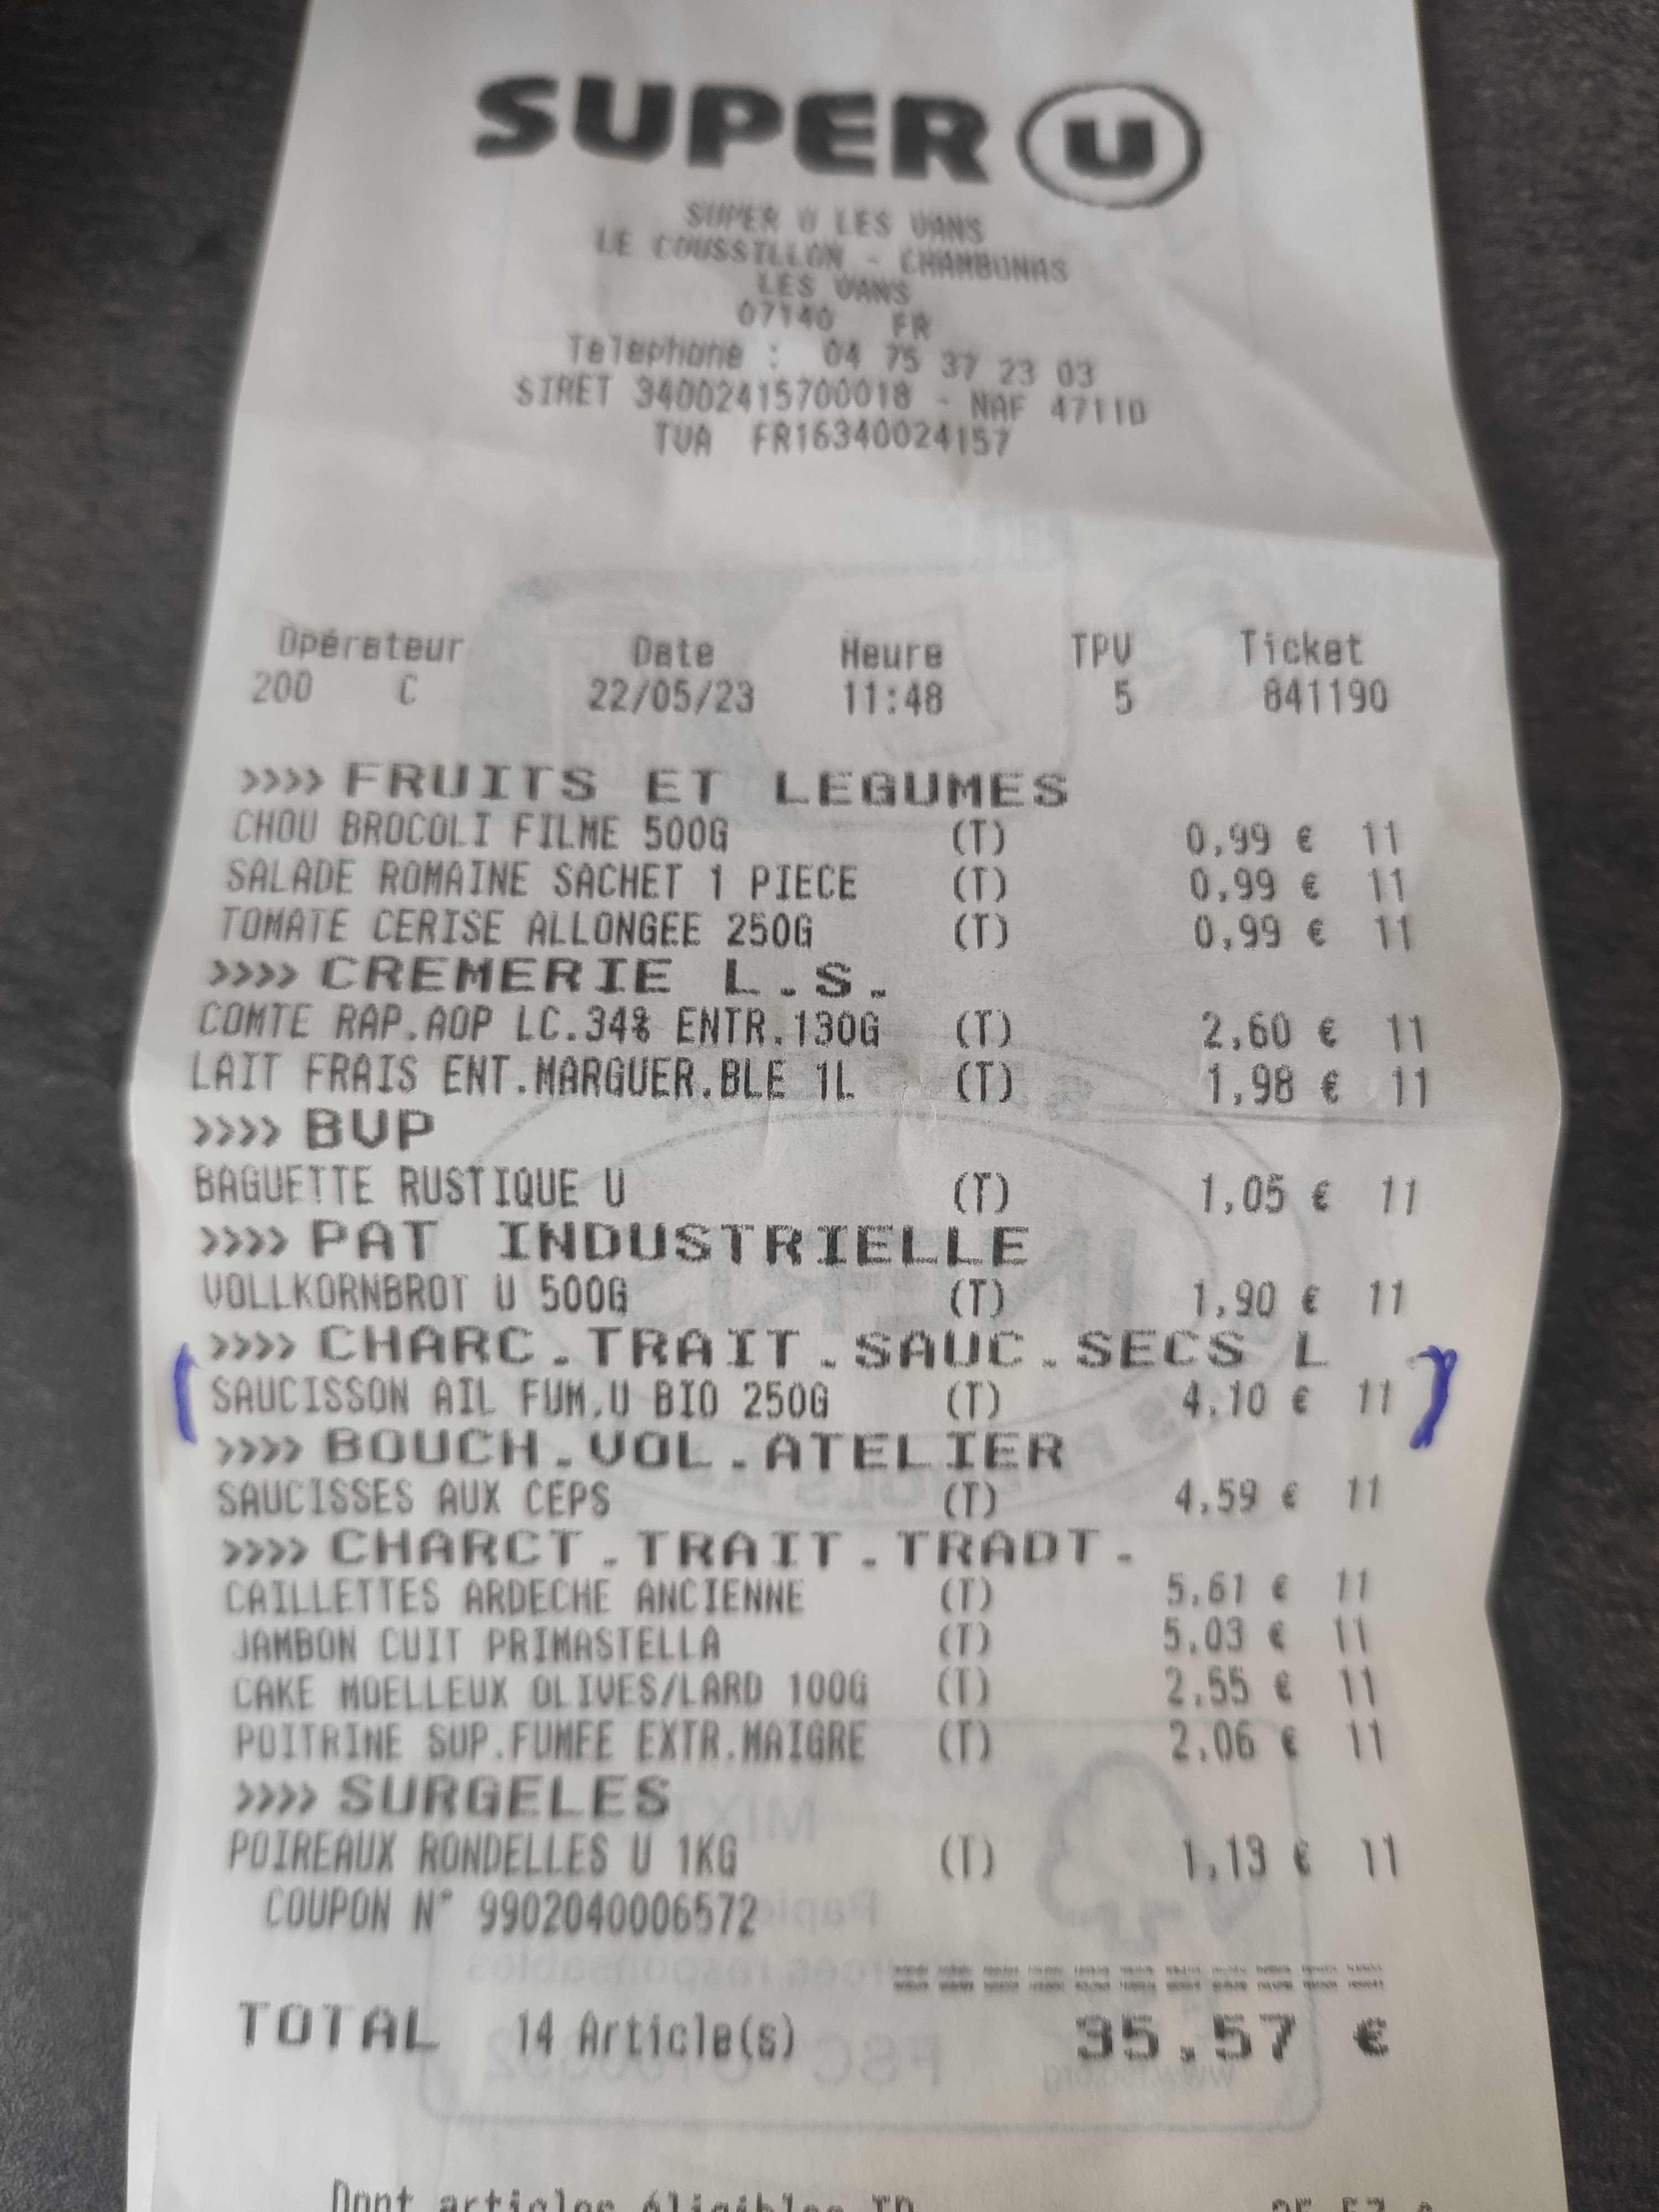 SUPER U
SUPER U LES VANS
LE COUSSILLON - CHAMBONAS
LES VANS
07140 FR
Telephone : 04 75 37 23 03
SIRET 34002415700018 - NAF 4711D
TVA FR16340024157
Opérateur Date Heure TPV Ticket
200 C 22/05/23 11:48 5 841190
>>>> FRUITS ET LEGUMES
CHOU BROCOLI FILME 500G (T) 0,99 € 11
SALADE ROMAINE SACHET 1 PIECE (T) 0,99 € 11
TOMATE CERISE ALLONGEE 250G (T) 0,99 € 11
>>>> CREMERIE L.S.
COMTE RAP.AOP LC.34% ENTR.130G (T) 2,60 € 11
LAIT FRAIS ENT.MARGUER.BLE 1L (T) 1,98 € 11
>>>> BVP
BAGUETTE RUSTIQUE U (T) 1,05 € 11
>>>> PAT INDUSTRIELLE
VOLLKORNBROT U 500G (T) 1,90 € 11
>>>> CHARC.TRAIT.SAUC.SECS L
SAUCISSON AIL FUM.U BIO 250G (T) 4,10 € 11
>>>> BOUCH.VOL.ATELIER
SAUCISSES AUX CEPS (T) 4,59 € 11
>>>> CHARCT.TRAIT.TRADT.
CAILLETTES ARDECHE ANCIENNE (T) 5,61 € 11
JAMBON CUIT PRIMASTELLA (T) 5,03 € 11
CAKE MOELLEUX OLIVES/LARD 100G (T) 2,55 € 11
POITRINE SUP.FUMEE EXTR.MAIGRE (T) 2,06 € 11
>>>> SURGELES
POIREAUX RONDELLES U 1KG (T) 1,13 € 11
COUPON N° 9902040006572
TOTAL 14 Article(s) 35,57 €
Dont articles éligibles TR